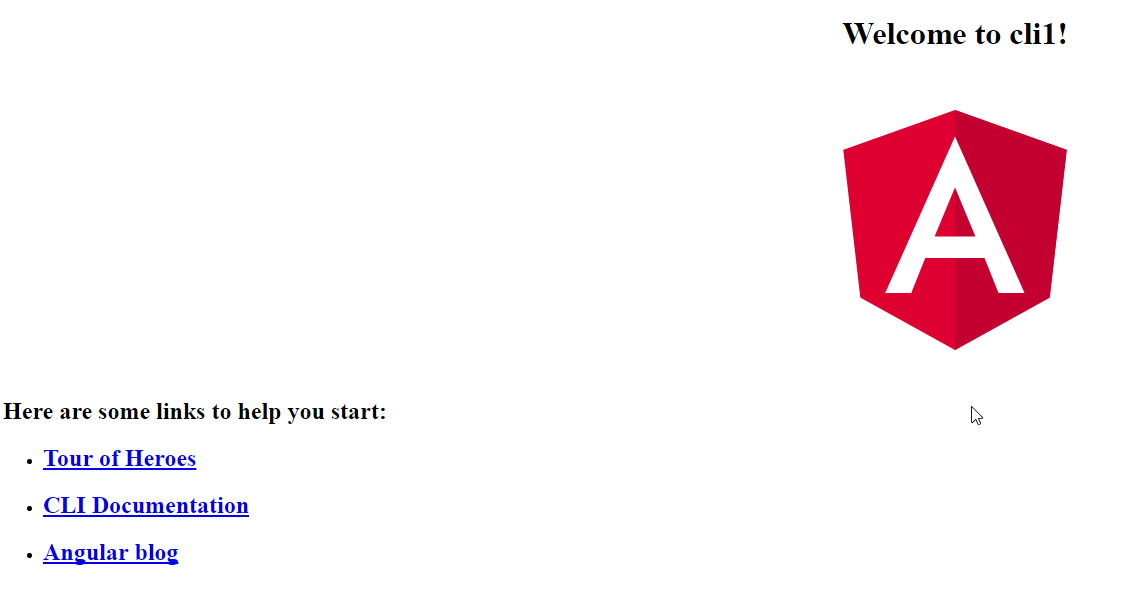 Welcome to cli1!
A
Here are some links to help you start:
Tour of Heroes
CLI Documentation
Angular blog